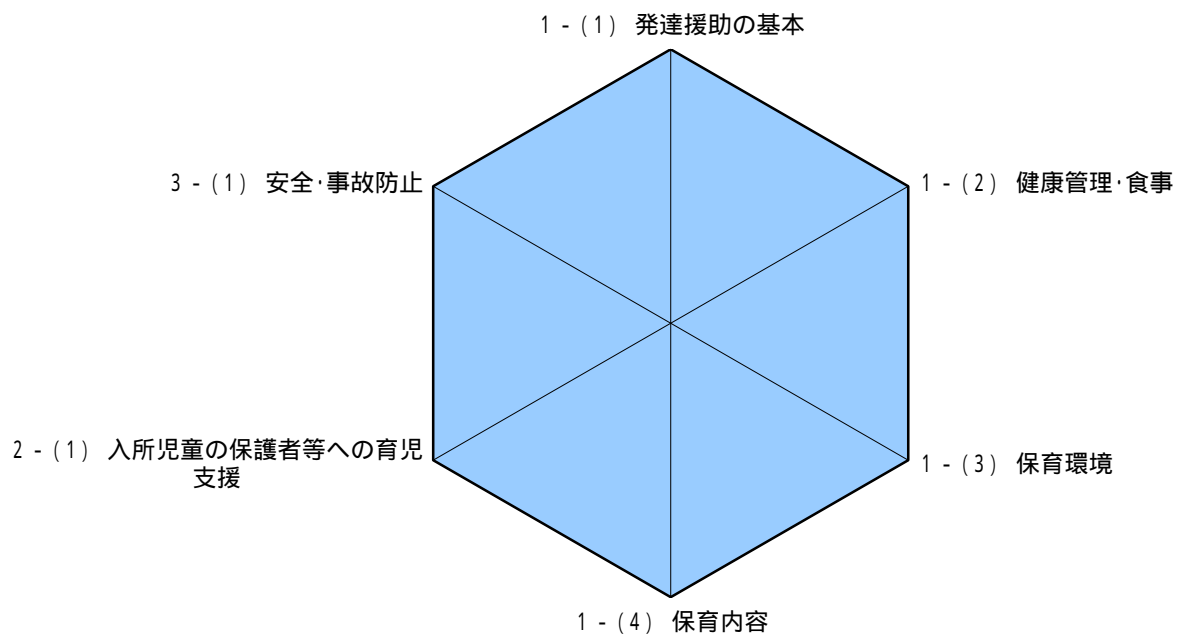 1-(1) 発達援助の基本
3-(1) 安全・事故防止
1-(2) 健康管理・食事
2-(1) 入所児童の保護者等への育児
支援
1-(3) 保育環境
1-(4) 保育内容